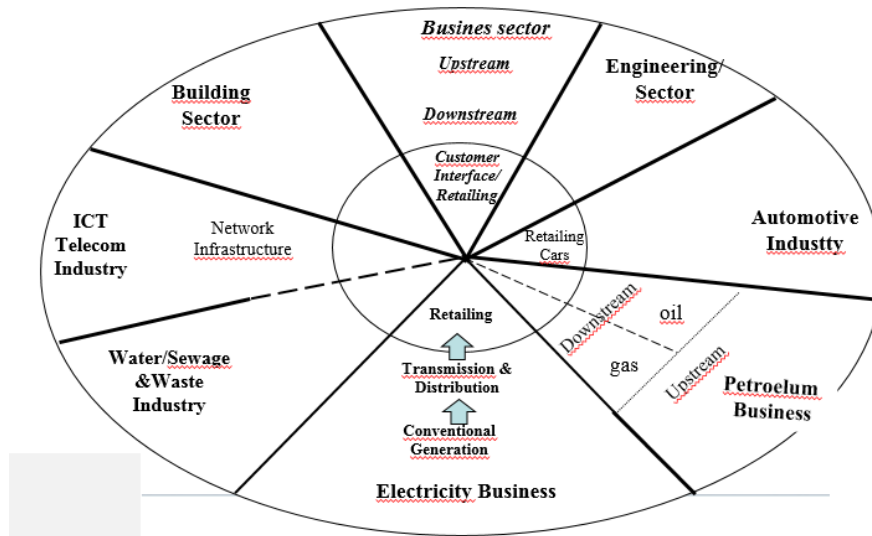 Busines sector
Upstream
Downstream
Customer
Interface/
Retailing
Engineering/
Sector
Building
Sector
ICT
Telecom
Industry
Network
Infrastructure
Retailing
Cars
Automotive
Industty
Water/Sewage
&Waste
Industry
Retailing
Transmission &
Distribution
Conventional
Generation
Electricity Business
Downstream
oil
gas
Upstream
Petroelum
Business